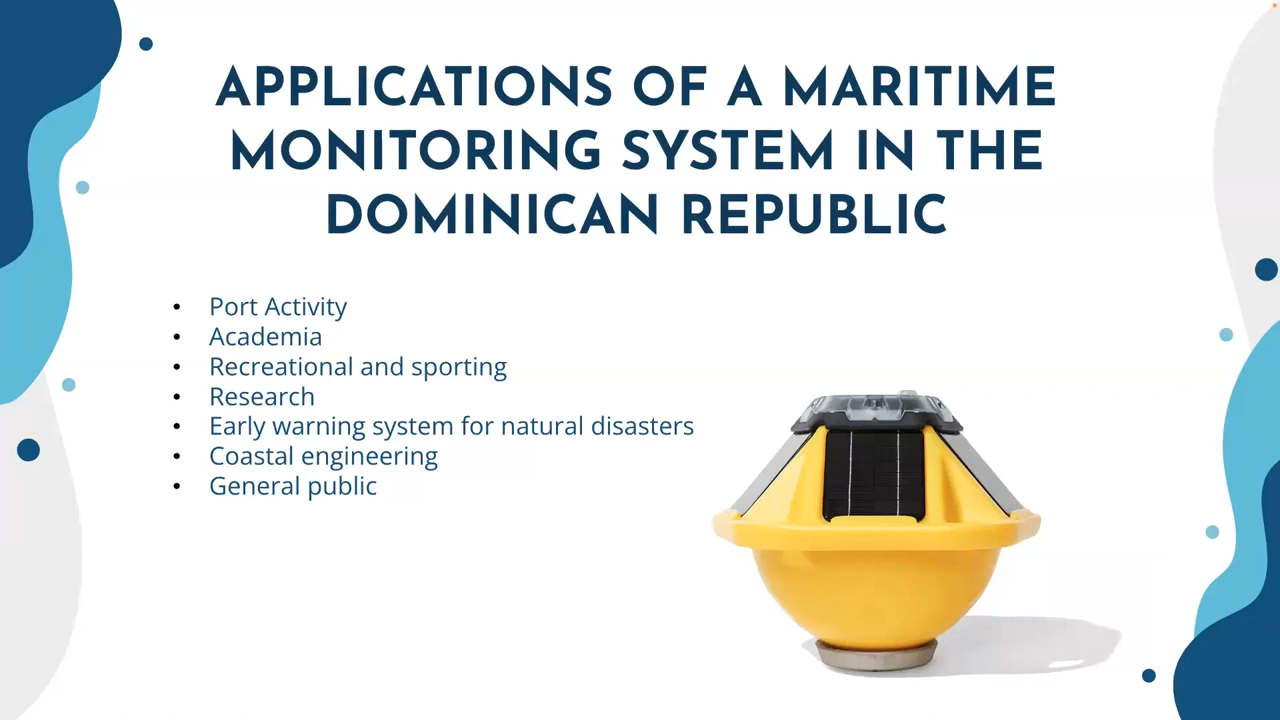 APPLICATIONS OF A MARITIME
MONITORING SYSTEM IN THE
DOMINICAN REPUBLIC
• Port Activity
• Academia
• Recreational and sporting
• Research
• Early warning system for natural disasters
• Coastal engineering
• General public